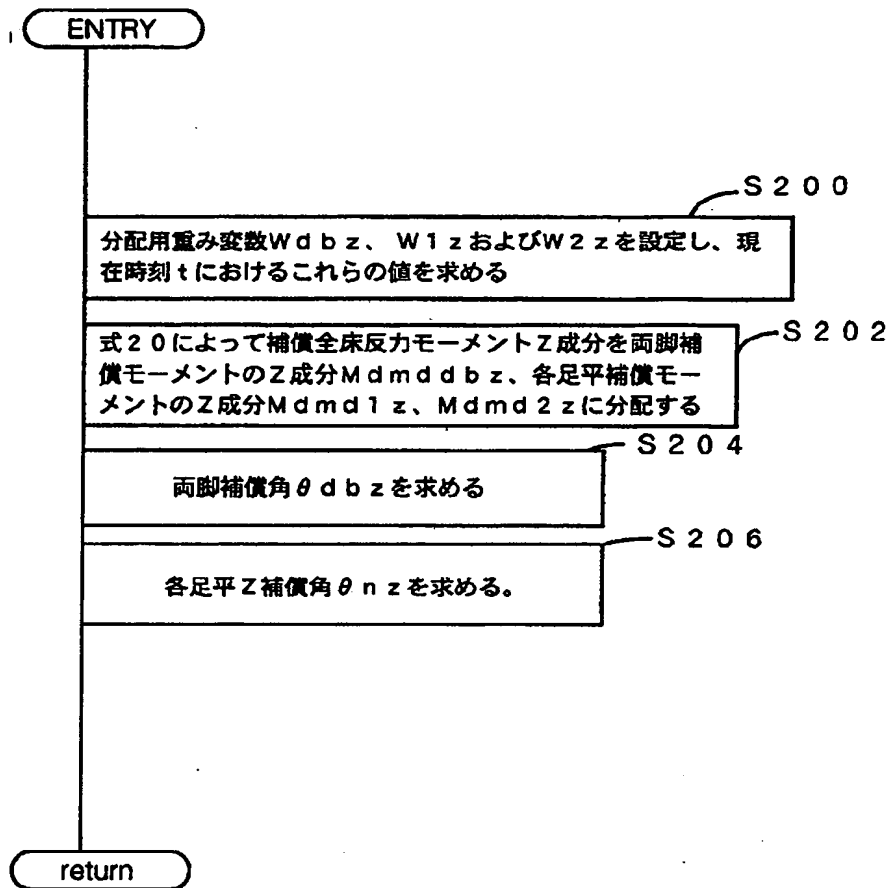 ENTRY
S200
分配用重み変数Wdbz、W1zおよびW2zを設定し、現
在時刻tにおけるこれらの値を求める
S202
式20によって補償全床反力モーメントZ成分を両脚補
償モーメントのZ成分Mdmddbz、各足平補償モー
メントのZ成分Mdmd1z、Mdmd2zに分配する
S204
両脚補償角θdbzを求める
S206
各足平Z補償角θnzを求める。
return